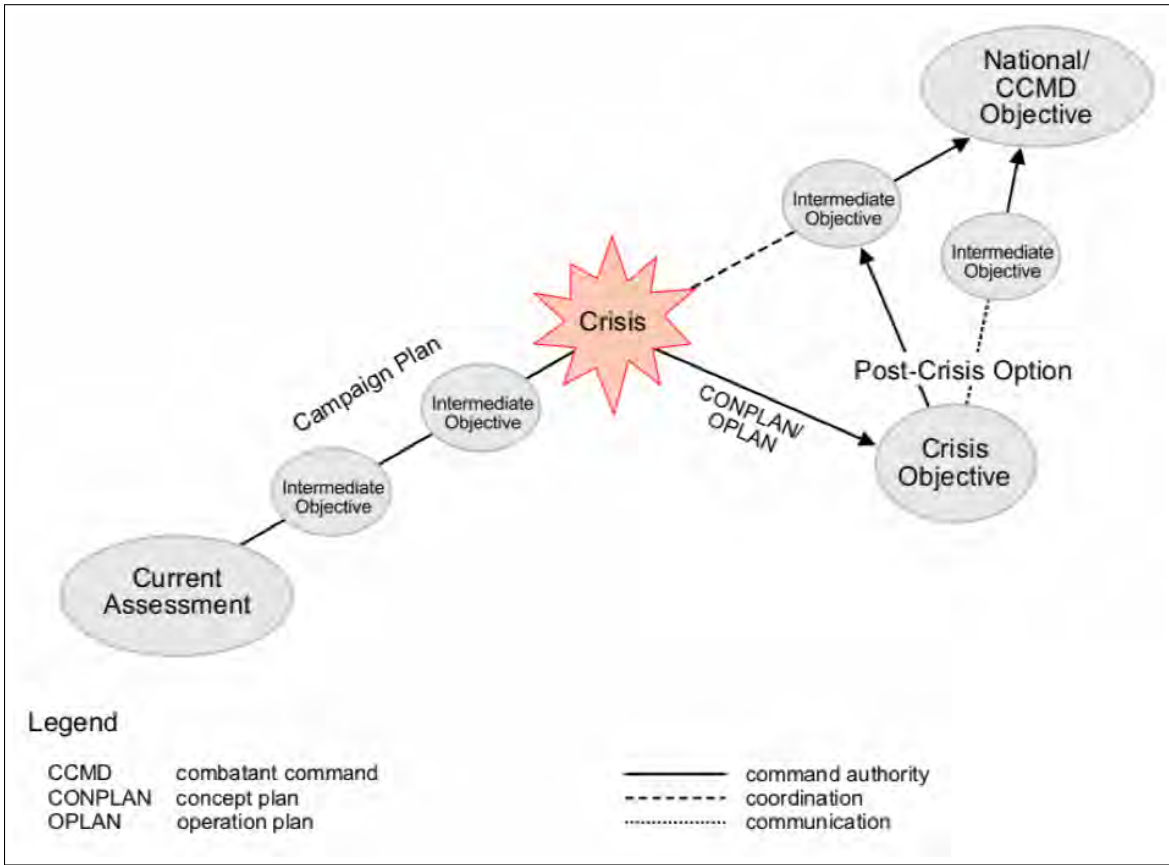 National/
CCMD
Objective
Intermediate
Objective
Intermediate
Objective
Crisis
Campaign Plan
Post-Crisis Option
Intermediate
Objective
CONPLAN/
OPLAN
Crisis
Objective
Intermediate
Objective
Current
Assessment
Legend
CCMD combatant command
CONPLAN concept plan
OPLAN operation plan
command authority
coordination
communication